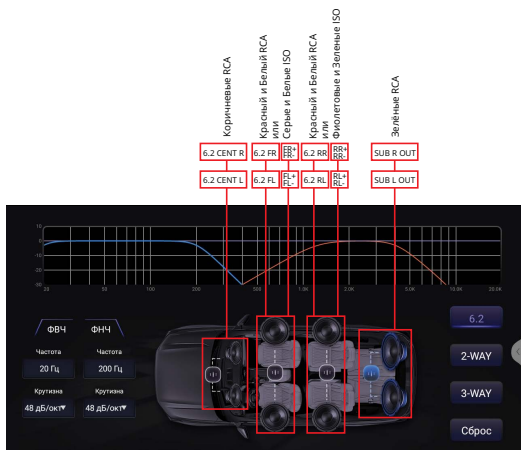 Коричневые RCA
Красный и Белый RCA
или
Серые и Белые ISO
Красный и Белый RCA
или
Фиолетовые и Зеленые ISO
Зелёные RCA
6.2 CENT R
6.2 FR
FR+
FR-
6.2 RR
RR+
RR-
SUB R OUT
6.2 CENT L
6.2 FL
FL+
FL-
6.2 RL
RL+
RL-
SUB L OUT
10
0
-10
-20
-30
20 50 100 200 500 1.0K 2.0K 5.0K 10.0K 20.0K
ФВЧ ФНЧ
Частота Частота
20 Гц 200 Гц
Крутизна Крутизна
48 дБ/окт▾ 48 дБ/окт▾
6.2
2-WAY
3-WAY
Сброс